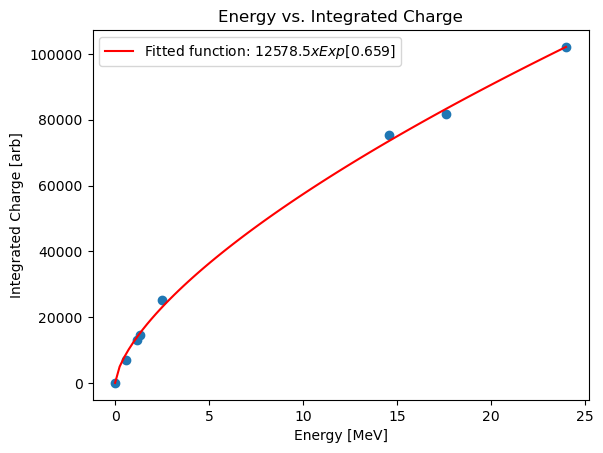 Energy vs. Integrated Charge
Fitted function: 12578.5xExp[0.659]
Integrated Charge [arb]
100000
80000
60000
40000
20000
0
0 5 10 15 20 25
Energy [MeV]